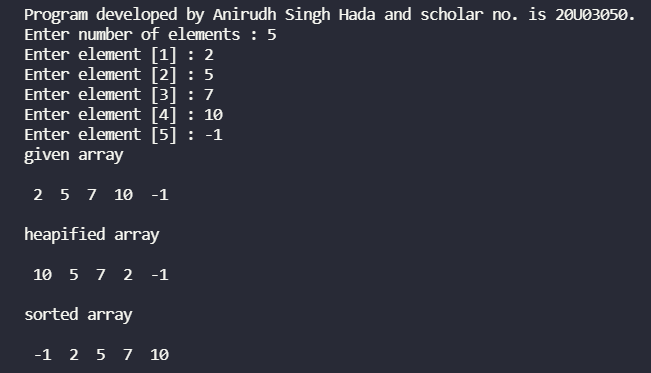 Program developed by Anirudh Singh Hada and scholar no. is 20U03050.
Enter number of elements : 5
Enter element [1] : 2
Enter element [2] : 5
Enter element [3] : 7
Enter element [4] : 10
Enter element [5] : -1
given array
2 5 7 10 -1
heapified array
10 5 7 2 -1
sorted array
-1 2 5 7 10